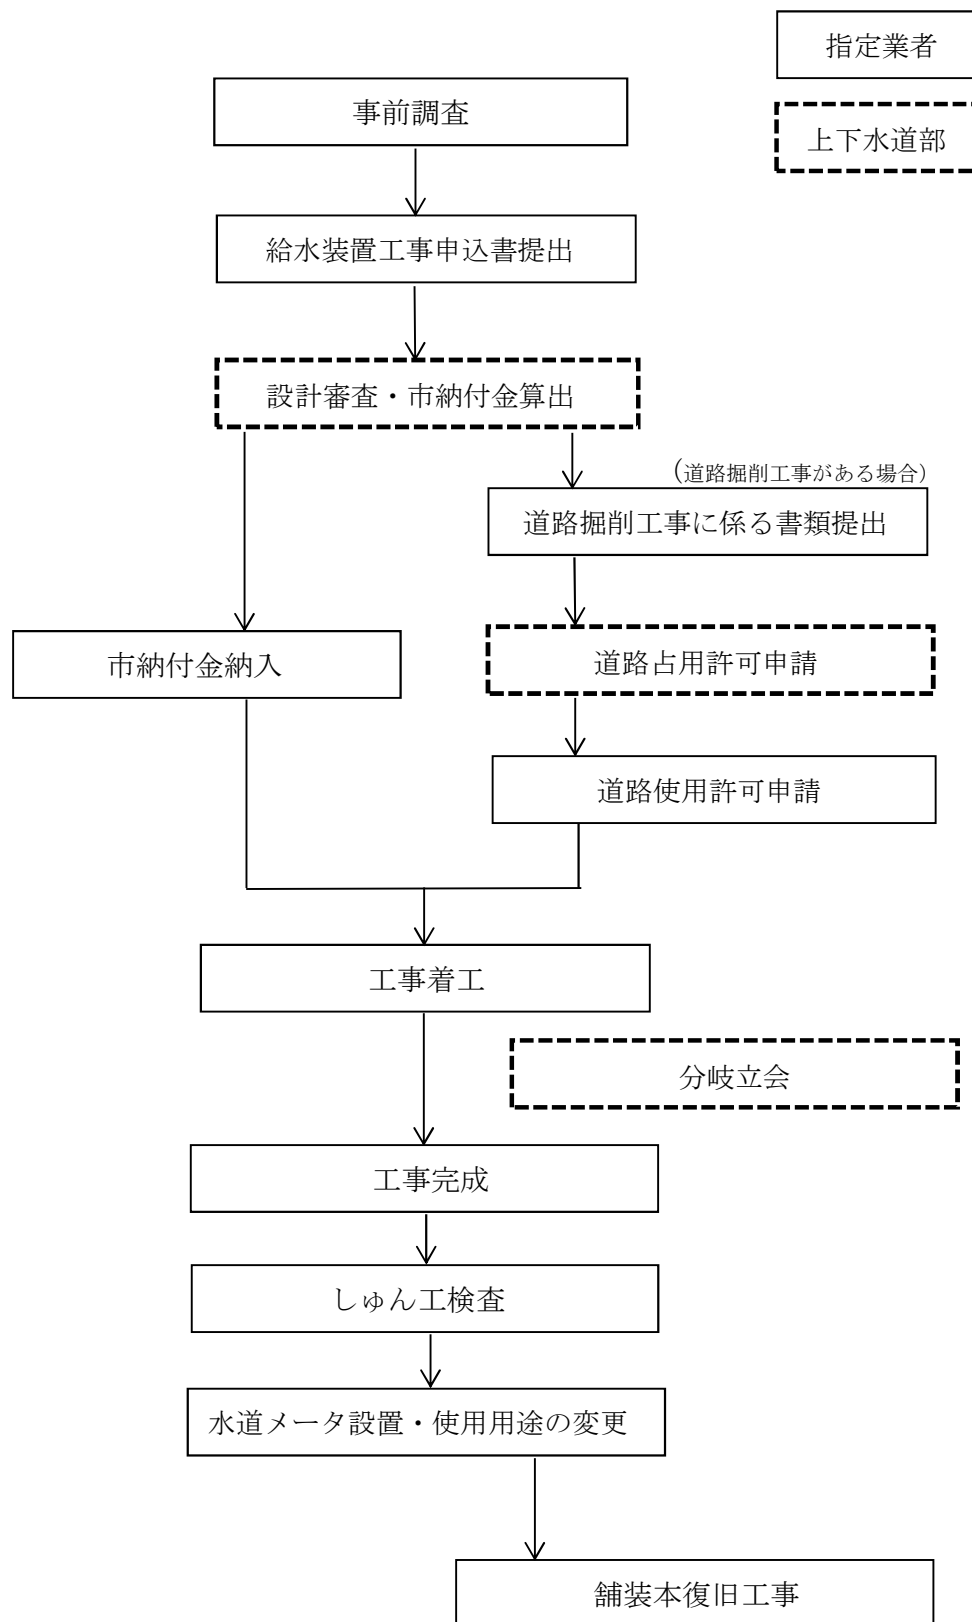 指定業者
事前調査
上下水道部
給水装置工事申込書提出
設計審査・市納付金算出
(道路掘削工事がある場合)
道路掘削工事に係る書類提出
市納付金納入
道路占用許可申請
道路使用許可申請
工事着工
分岐立会
工事完成
しゅん工検査
水道メータ設置・使用用途の変更
舗装本復旧工事